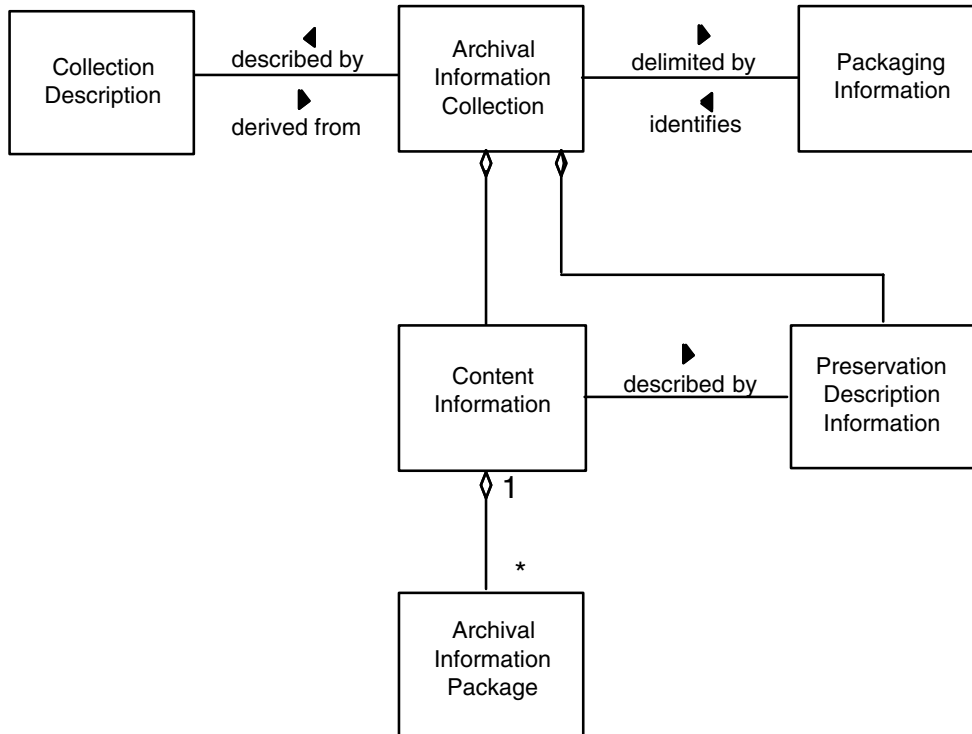 Collection
Description
described by
derived from
Archival
Information
Collection
delimited by
identifies
Packaging
Information
Content
Information
described by
Preservation
Description
Information
1
*
Archival
Information
Package